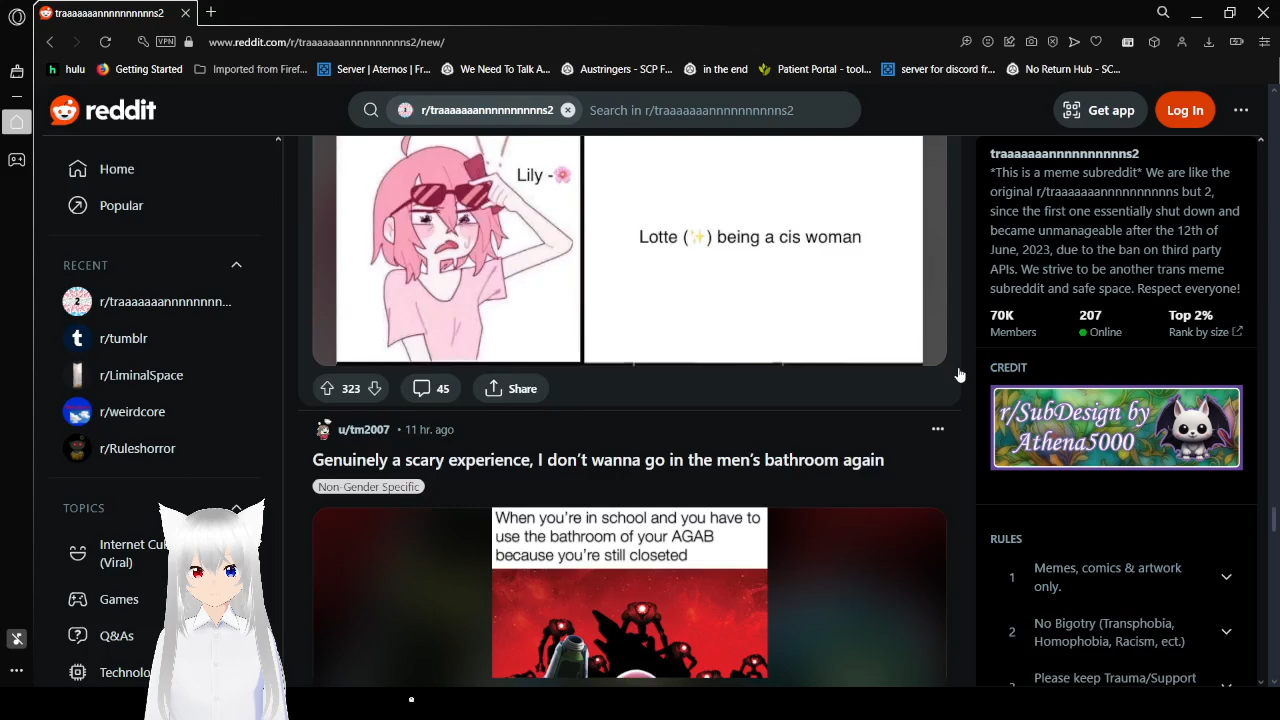 traaaaaaannnnnnnnnns2
VPN
www.reddit.com/r/traaaaaaannnnnnnnnns2/new/
hulu
Getting Started
Imported from Firef...
Server | Aternos | Fr...
We Need To Talk A...
Austringers - SCP F...
in the end
Patient Portal - tool...
server for discord fr...
No Return Hub - SC...
reddit
r/traaaaaaannnnnnnnnns2
Search in r/traaaaaaannnnnnnnnns2
Get app
Log In
Home
Popular
RECENT
r/traaaaaaannnnnnn...
r/tumblr
r/LiminalSpace
r/weirdcore
r/Ruleshorror
TOPICS
Internet Cul
(Viral)
Games
Q&As
Technolo
Lily -🌸
Lotte (✨) being a cis woman
323
45
Share
u/tm2007 • 11 hr. ago
Genuinely a scary experience, I don't wanna go in the men's bathroom again
Non-Gender Specific
When you're in school and you have to
use the bathroom of your AGAB
because you're still closeted
traaaaaaannnnnnnnnns2
*This is a meme subreddit* We are like the
original r/traaaaaaannnnnnnnnns but 2,
since the first one essentially shut down and
became unmanageable after the 12th of
June, 2023, due to the ban on third party
APIs. We strive to be another trans meme
subreddit and safe space. Respect everyone!
70K
Members
207
Online
Top 2%
Rank by size
CREDIT
r/SubDesign by
Athena5000
RULES
1
Memes, comics & artwork
only.
2
No Bigotry (Transphobia,
Homophobia, Racism, ect.)
Please keep Trauma/Support